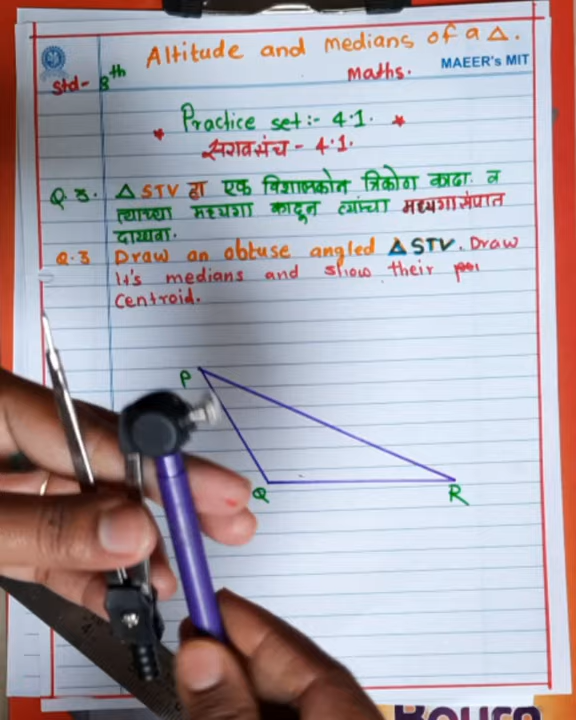 Altitude and medians of a △.
Std- 8th
Maths.
MAEER's MIT
* Practice set:- 4.1. *
सरावसंच - 4.1.
Q.3. △STV हा एक विशालकोन त्रिकोण काढा. व
त्याच्या मध्यगा काढून त्यांचा मध्यगासंपात
दाखवा.
Q.3 Draw an obtuse angled △STV. Draw
It's medians and show their
Centroid.
P
Q
R